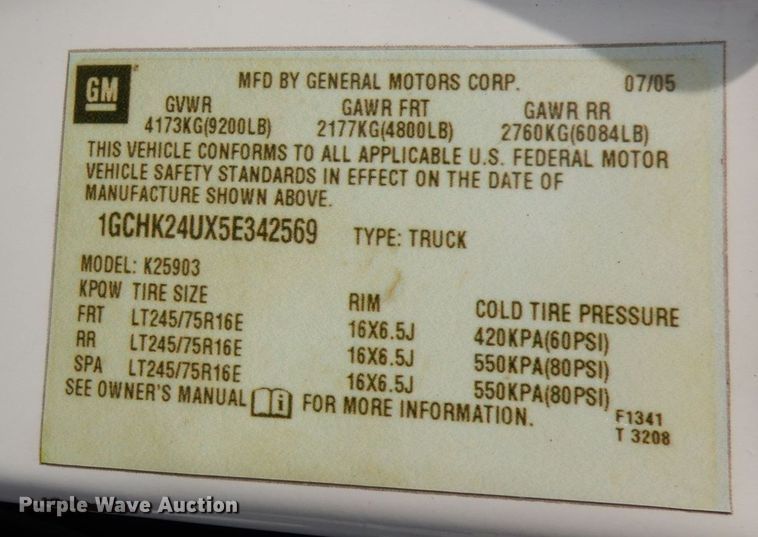 GM MFD BY GENERAL MOTORS CORP. 07/05
GVWR GAWR FRT GAWR RR
4173KG(9200LB) 2177KG(4800LB) 2760KG(6084LB)
THIS VEHICLE CONFORMS TO ALL APPLICABLE U.S. FEDERAL MOTOR
VEHICLE SAFETY STANDARDS IN EFFECT ON THE DATE OF
MANUFACTURE SHOWN ABOVE.
1GCHK24UX5E342569 TYPE: TRUCK
MODEL: K25903
KPQW TIRE SIZE RIM COLD TIRE PRESSURE
FRT LT245/75R16E 16X6.5J 420KPA(60PSI)
RR LT245/75R16E 16X6.5J 550KPA(80PSI)
SPA LT245/75R16E 16X6.5J 550KPA(80PSI)
SEE OWNER'S MANUAL i FOR MORE INFORMATION.
F1341
T 3208
Purple Wave Auction